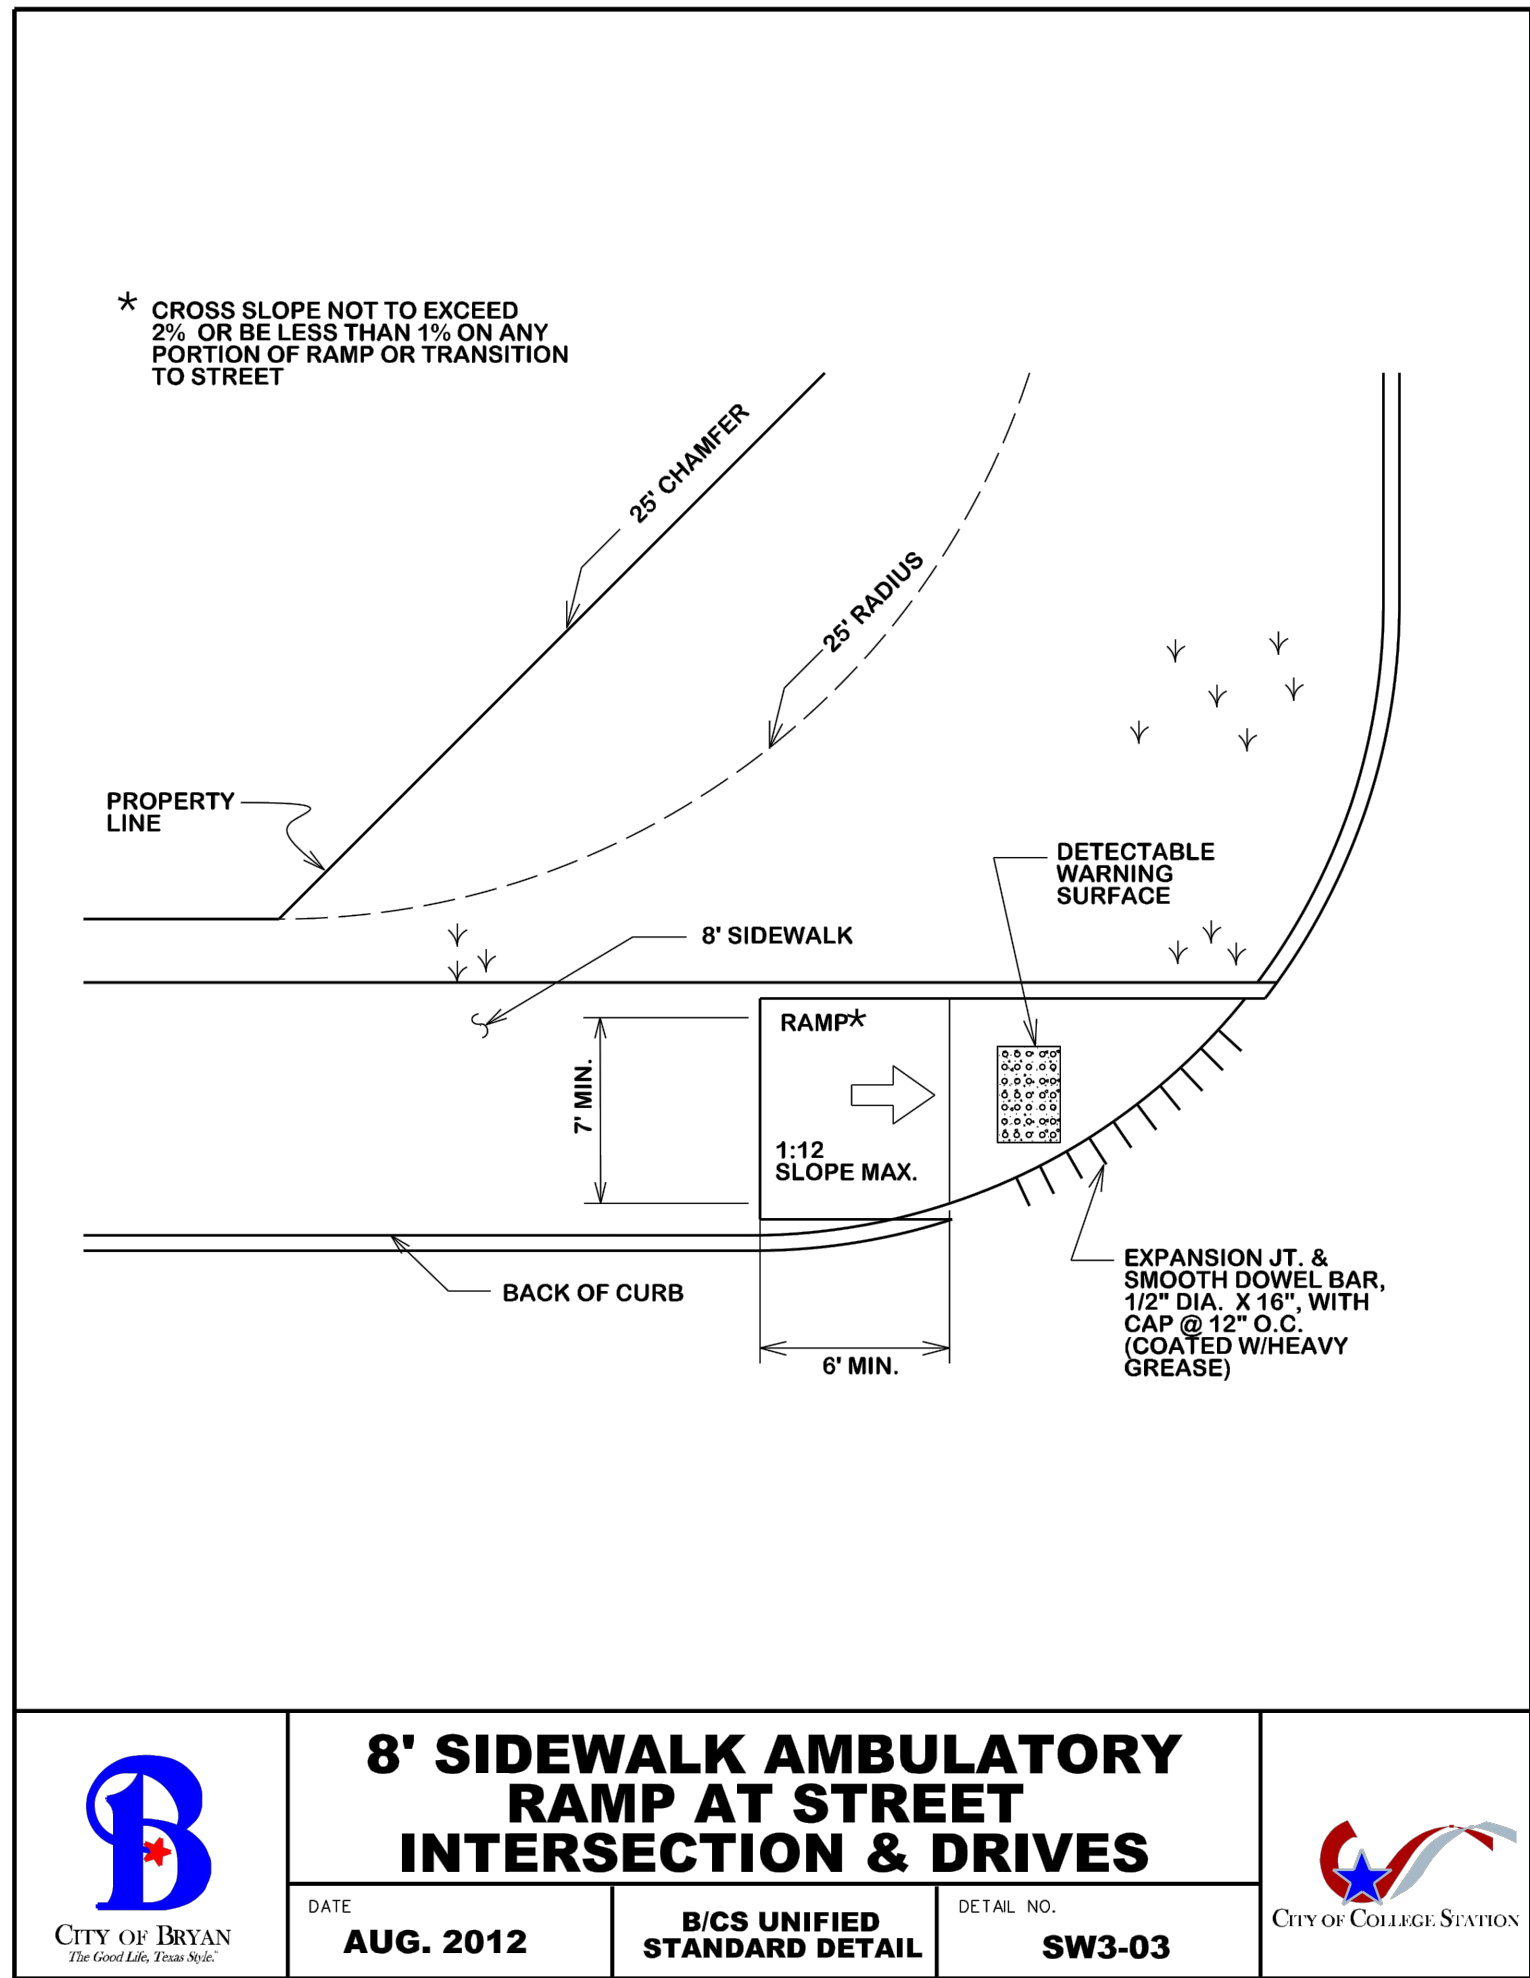 * CROSS SLOPE NOT TO EXCEED
2% OR BE LESS THAN 1% ON ANY
PORTION OF RAMP OR TRANSITION
TO STREET
25' CHAMFER
25' RADIUS
PROPERTY
LINE
DETECTABLE
WARNING
SURFACE
8' SIDEWALK
RAMP*
7' MIN.
1:12
SLOPE MAX.
BACK OF CURB
EXPANSION JT. &
SMOOTH DOWEL BAR,
1/2" DIA. X 16", WITH
CAP @ 12" O.C.
(COATED W/HEAVY
GREASE)
6' MIN.
B
CITY OF BRYAN
The Good Life, Texas Style.™
8' SIDEWALK AMBULATORY
RAMP AT STREET
INTERSECTION & DRIVES
DATE
AUG. 2012
B/CS UNIFIED
STANDARD DETAIL
DETAIL NO.
SW3-03
CITY OF COLLEGE STATION